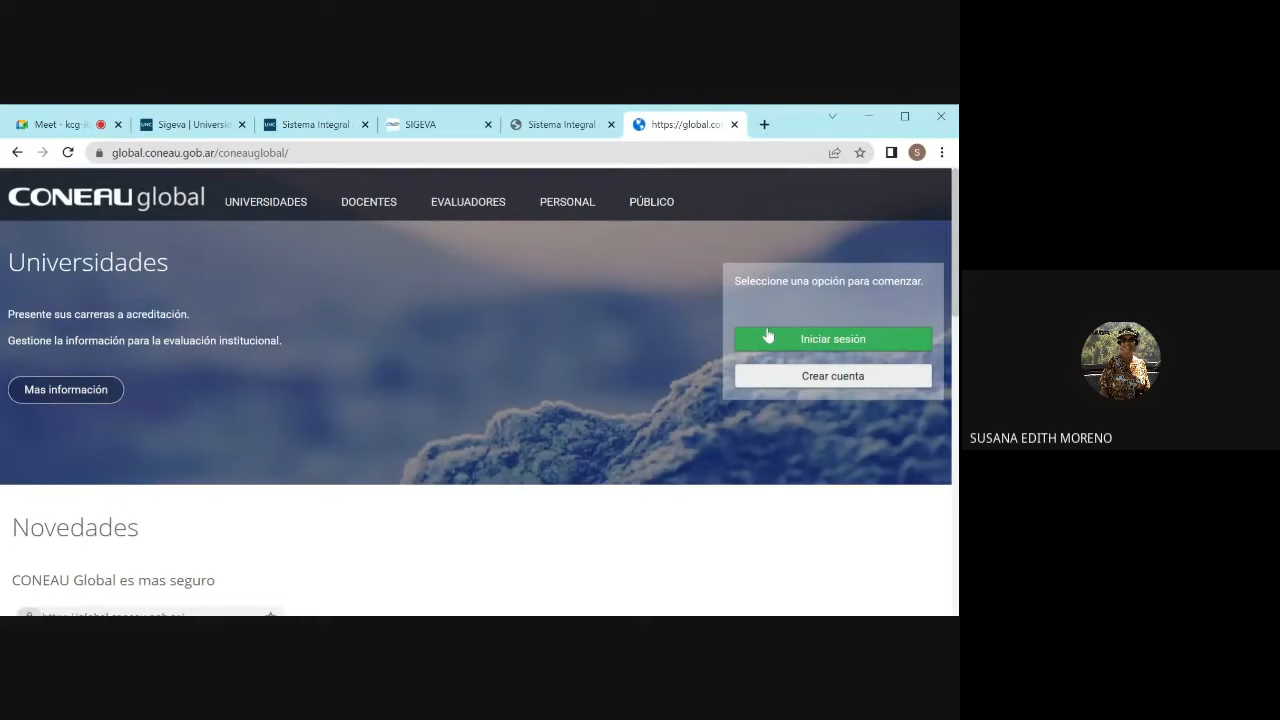 Meet - kcg-i
Sigeva | Universi
Sistema Integral
SIGEVA
Sistema Integral
https://global.co
global.coneau.gob.ar/coneauglobal/
S
CONEAU global
UNIVERSIDADES
DOCENTES
EVALUADORES
PERSONAL
PÚBLICO
Universidades
Presente sus carreras a acreditación.
Gestione la información para la evaluación institucional.
Mas información
Seleccione una opción para comenzar.
Iniciar sesión
Crear cuenta
Novedades
CONEAU Global es mas seguro
SUSANA EDITH MORENO